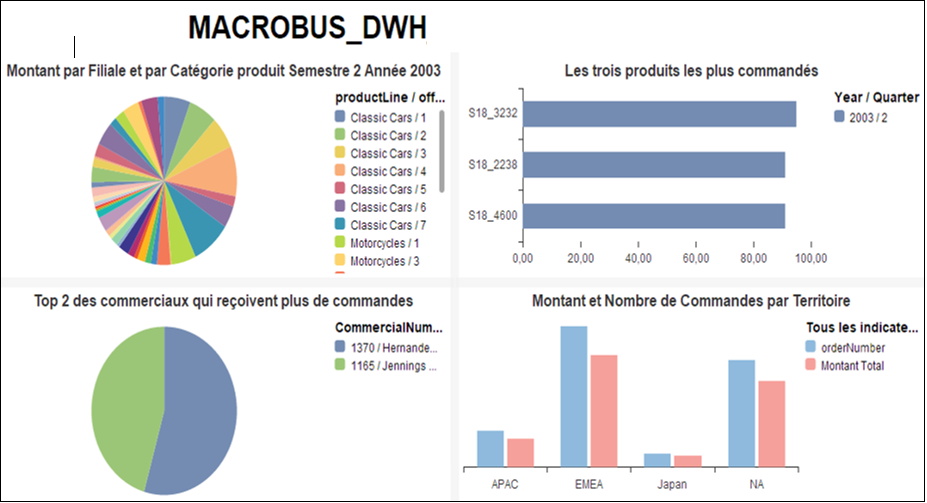 MACROBUS_DWH
Montant par Filiale et par Catégorie produit Semestre 2 Année 2003
productLine / off...
Classic Cars / 1
Classic Cars / 2
Classic Cars / 3
Classic Cars / 4
Classic Cars / 5
Classic Cars / 6
Classic Cars / 7
Motorcycles / 1
Motorcycles / 3
Les trois produits les plus commandés
S18_3232
S18_2238
S18_4600
0,00 20,00 40,00 60,00 80,00 100,00
Year / Quarter
2003 / 2
Top 2 des commerciaux qui reçoivent plus de commandes
CommercialNum...
1370 / Hernande...
1165 / Jennings ...
Montant et Nombre de Commandes par Territoire
APAC EMEA Japan NA
Tous les indicate...
orderNumber
Montant Total